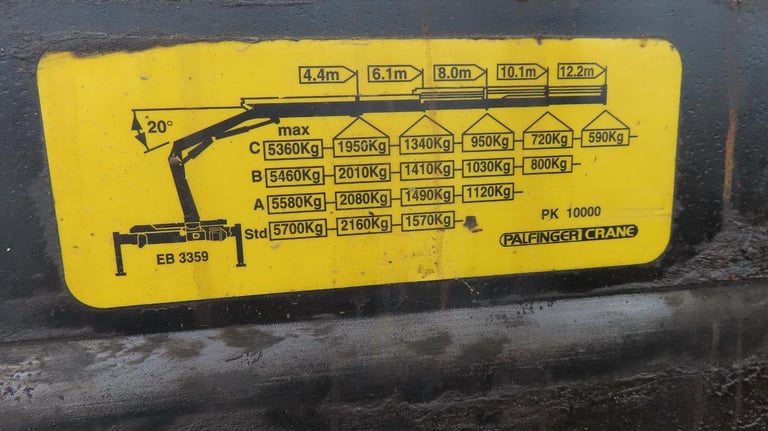 4.4m 6.1m 8.0m 10.1m 12.2m
20°
max
C 5360Kg 1950Kg 1340Kg 950Kg 720Kg 590Kg
B 5460Kg 2010Kg 1410Kg 1030Kg 800Kg
A 5580Kg 2080Kg 1490Kg 1120Kg
Std 5700Kg 2160Kg 1570Kg
PK 10000
PALFINGER CRANE
EB 3359